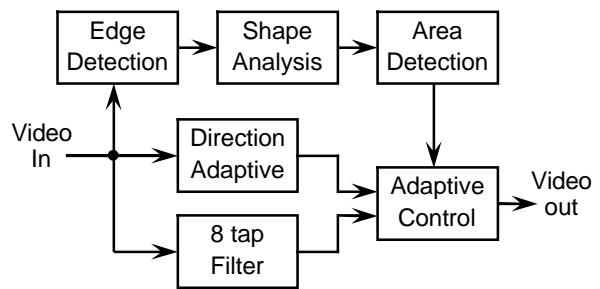 Edge
Detection
Shape
Analysis
Area
Detection
Video
In
Direction
Adaptive
8 tap
Filter
Adaptive
Control
Video
out